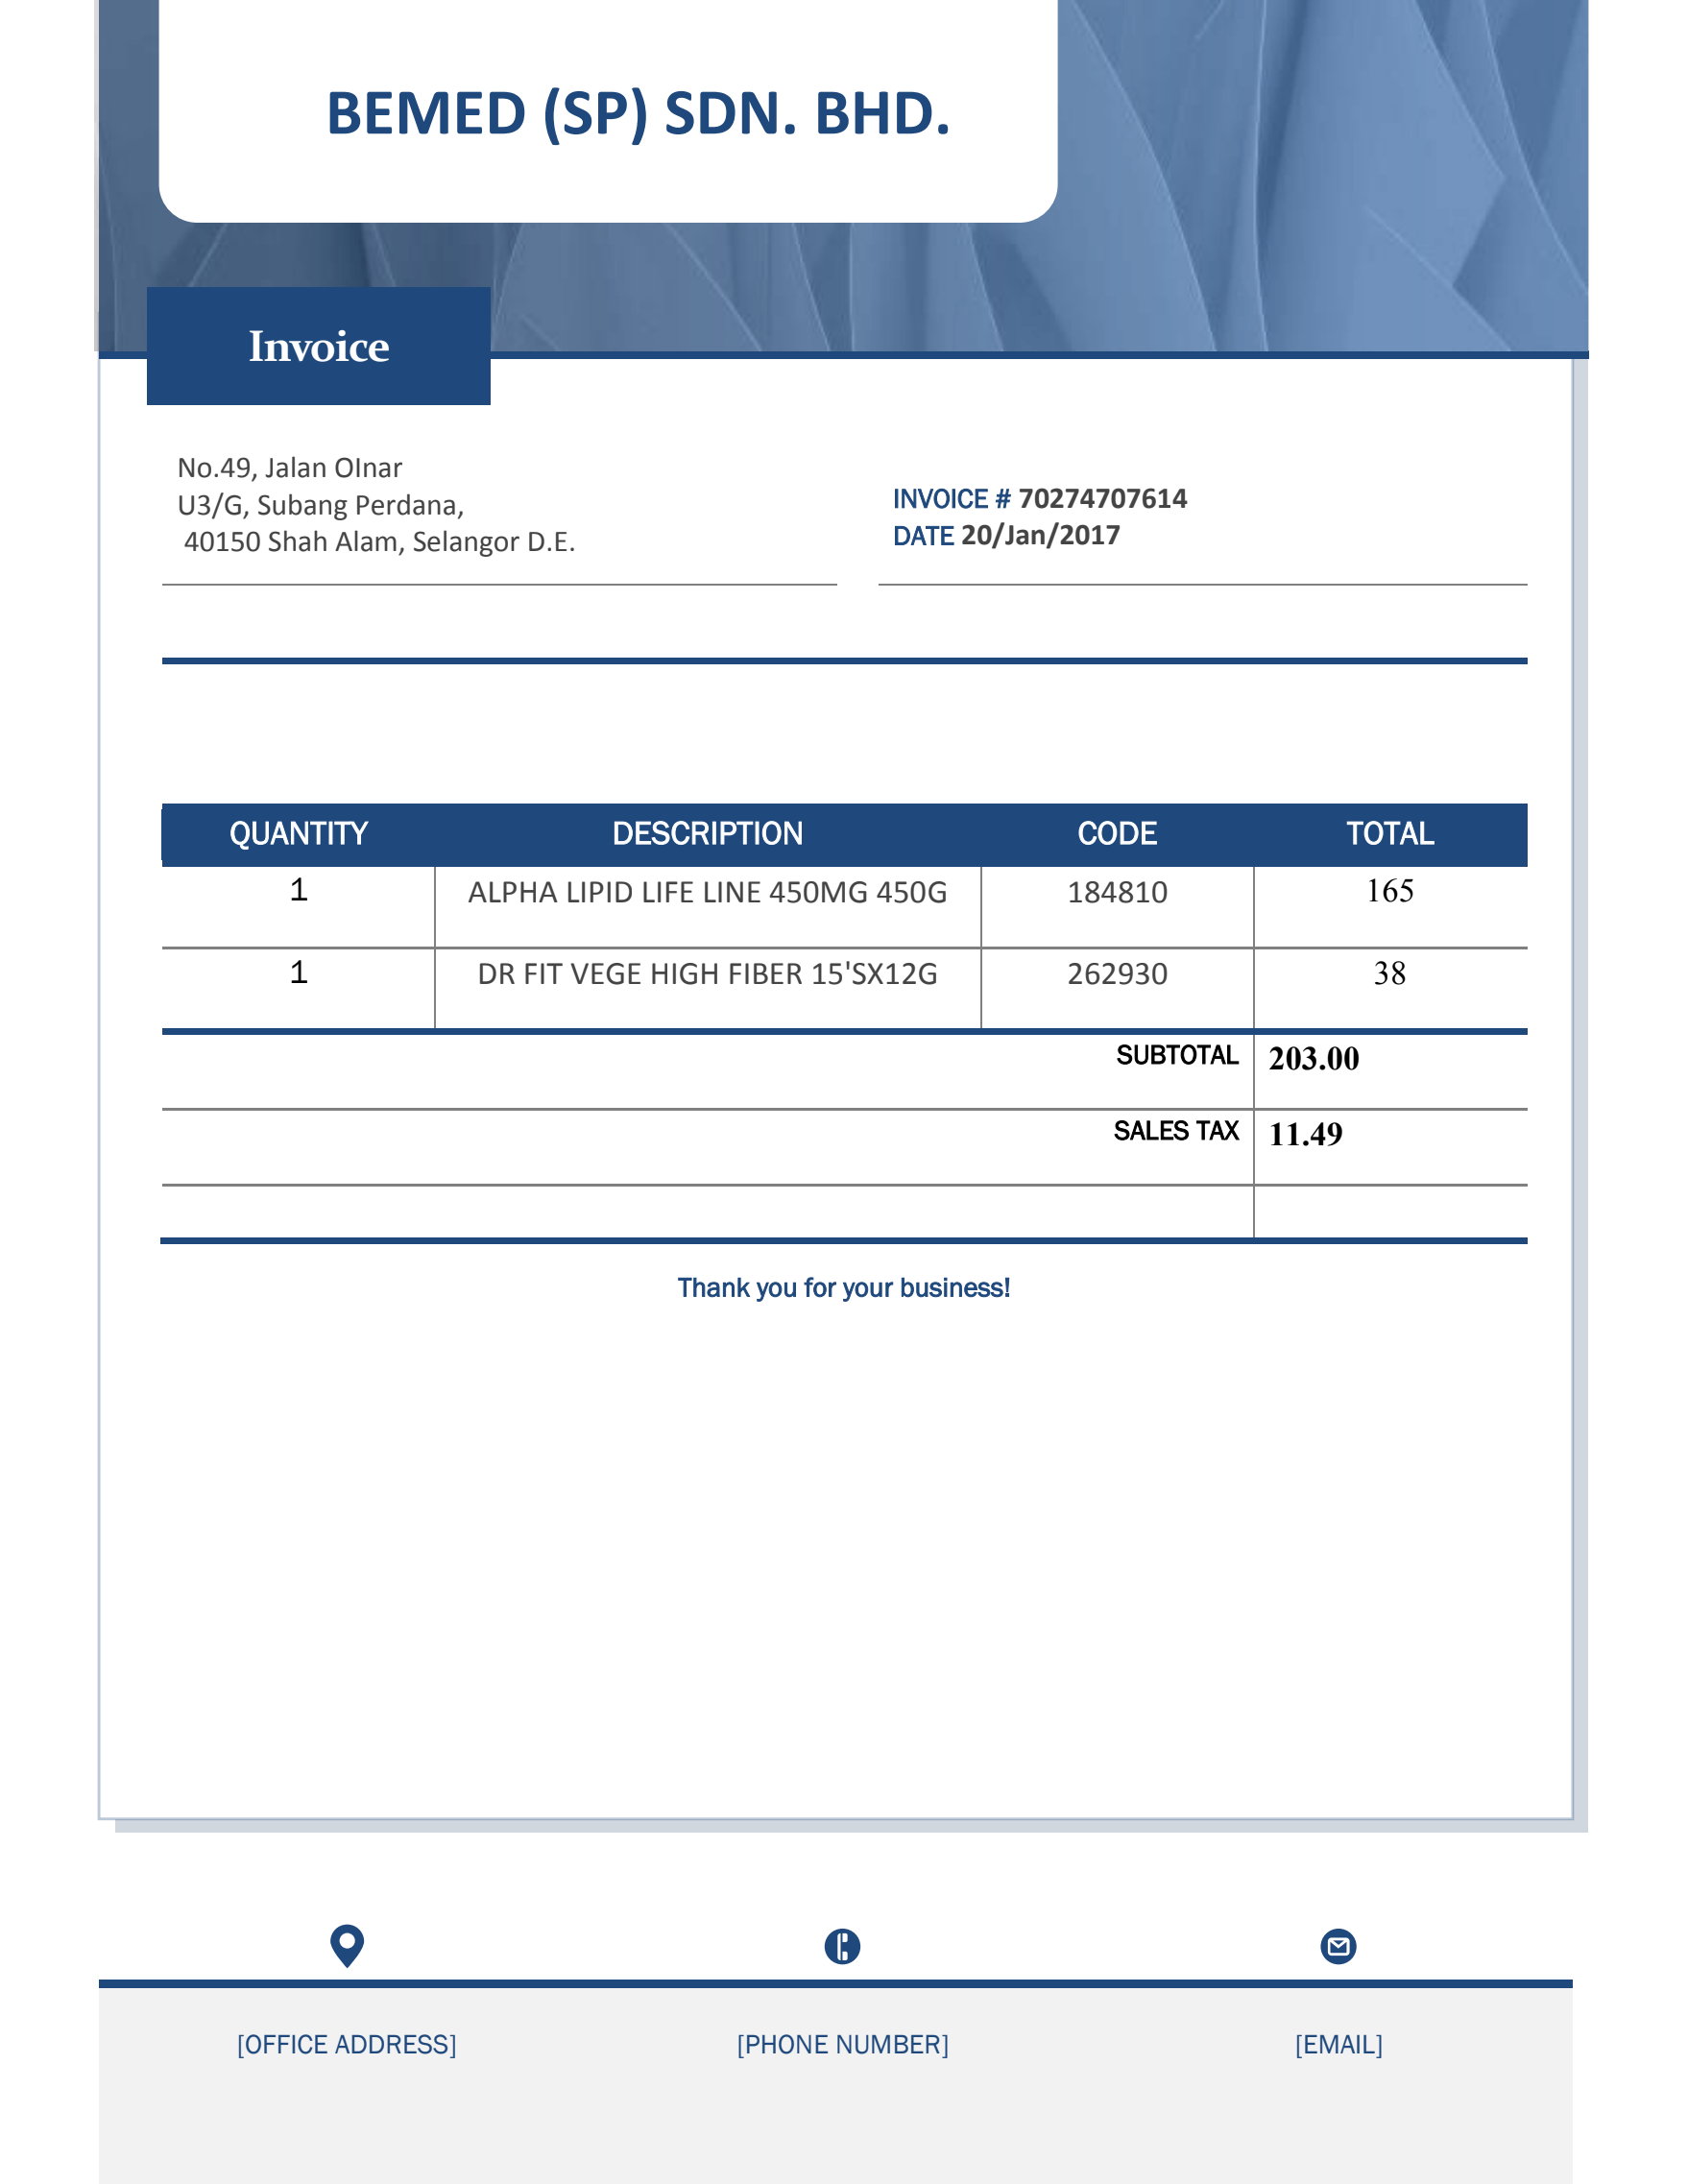 BEMED (SP) SDN. BHD.
Invoice
No.49, Jalan OInar
U3/G, Subang Perdana,
40150 Shah Alam, Selangor D.E.
INVOICE # 70274707614
DATE 20/Jan/2017
QUANTITY DESCRIPTION CODE TOTAL
1 ALPHA LIPID LIFE LINE 450MG 450G 184810 165
1 DR FIT VEGE HIGH FIBER 15'SX12G 262930 38
SUBTOTAL 203.00
SALES TAX 11.49
Thank you for your business!
[OFFICE ADDRESS] [PHONE NUMBER] [EMAIL]